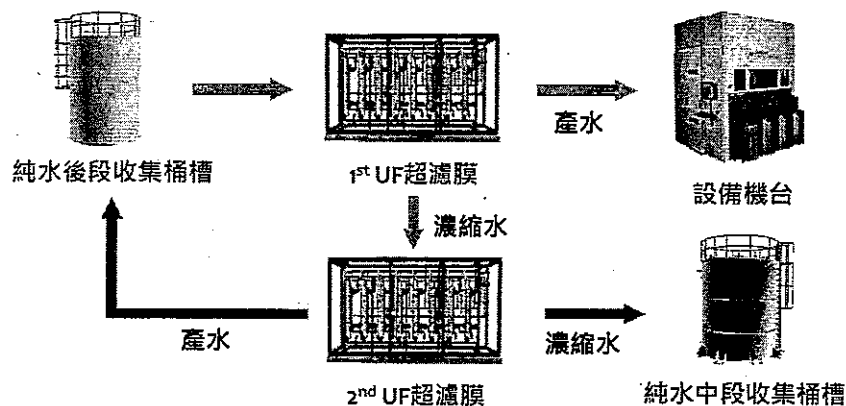 產水
純水後段收集桶槽
1st UF超濾膜
設備機台
濃縮水
產水
濃縮水
2nd UF超濾膜
純水中段收集桶槽